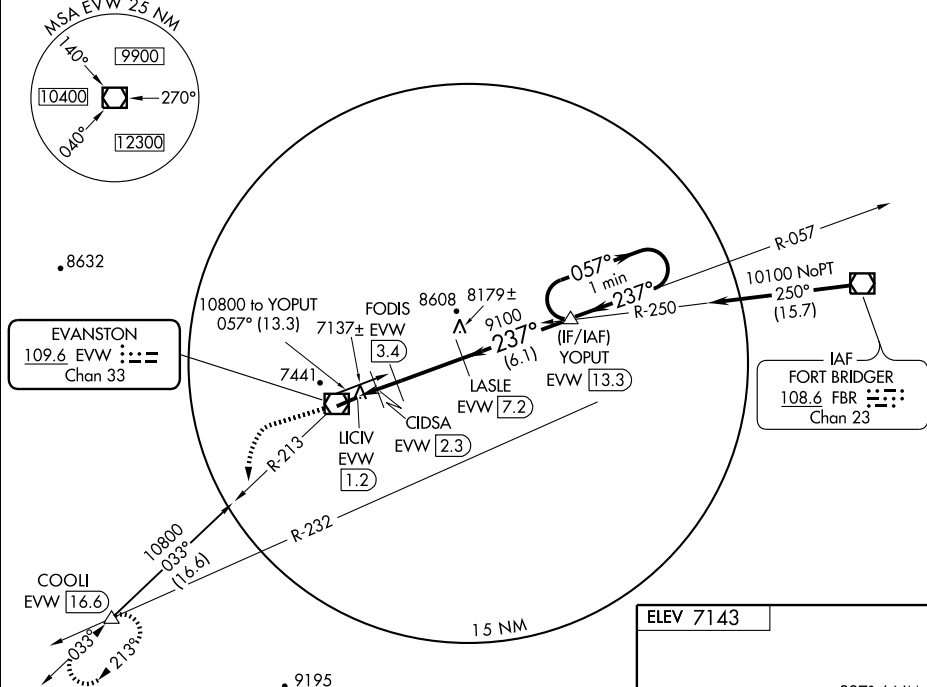 MSA EVW 25 NM
140°
9900
10400
270°
040°
12300
8632
EVANSTON
109.6 EVW
Chan 33
10800 to YOPUT
057° (13.3)
7137±
7441
FODIS
EVW
3.4
8608
8179±
9100
237°
(6.1)
057°
1 min
237°
(IF/IAF)
YOPUT
EVW 13.3
R-057
10100 NoPT
250°
(15.7)
R-250
IAF
FORT BRIDGER
108.6 FBR
Chan 23
LASLE
EVW 7.2
CIDSA
EVW 2.3
LICIV
EVW
1.2
R-213
R-232
10800
033°
(16.6)
COOLI
EVW 16.6
033°
213°
15 NM
9195
ELEV 7143